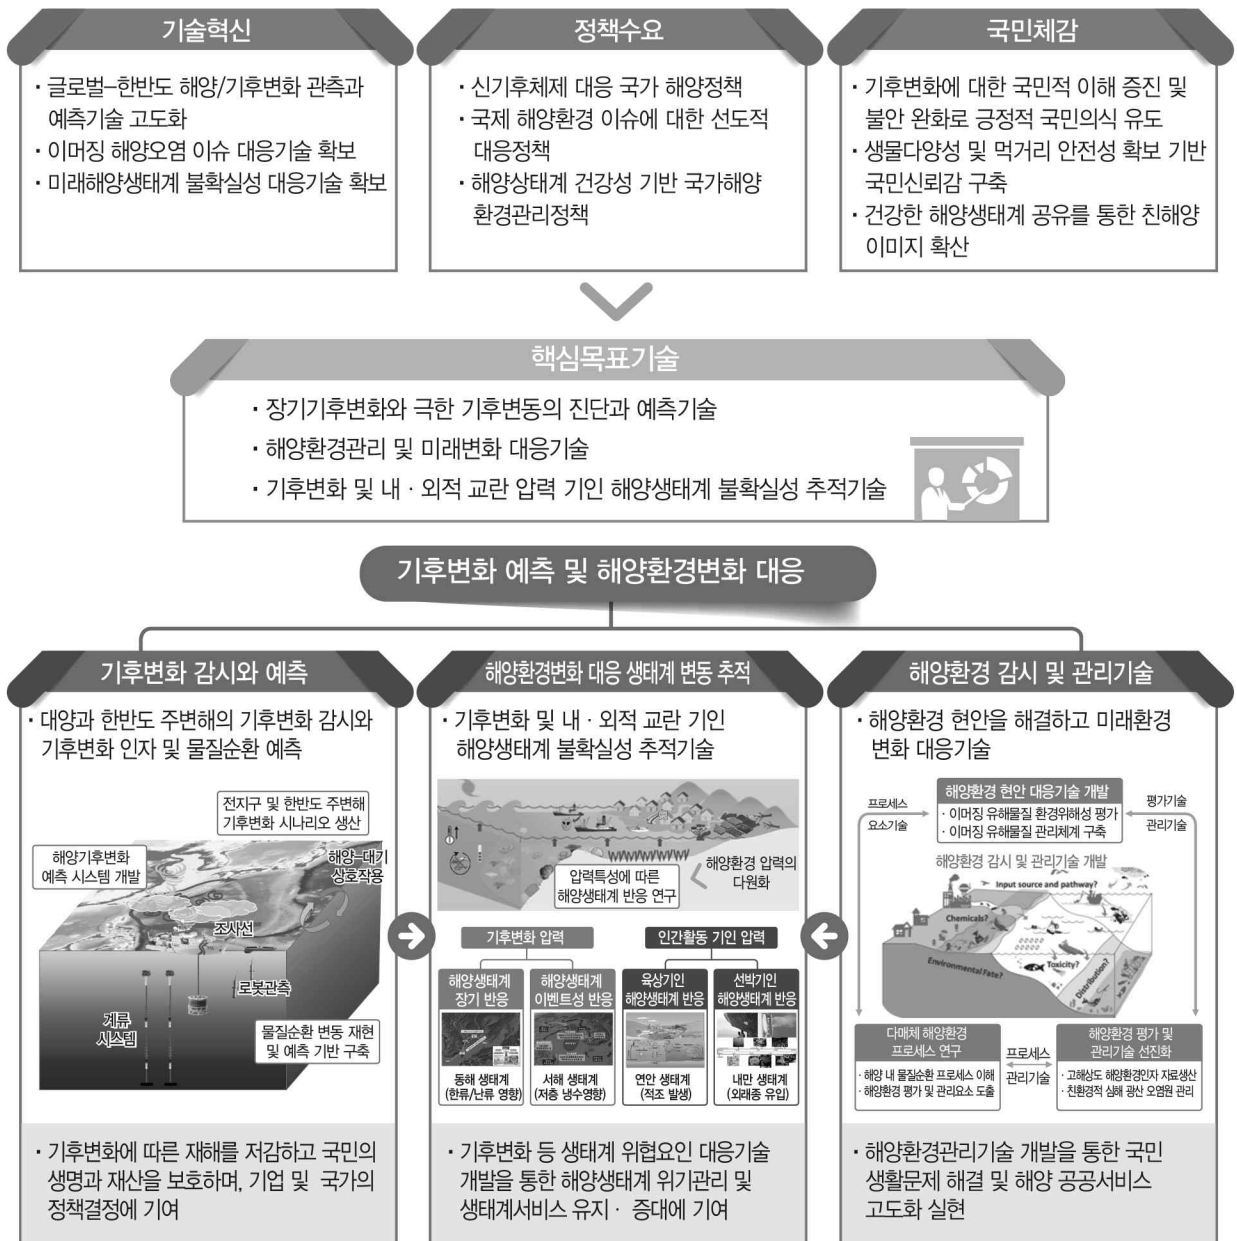 기술혁신
· 글로벌-한반도 해양/기후변화 관측과
예측기술 고도화
· 이머징 해양오염 이슈 대응기술 확보
· 미래해양생태계 불확실성 대응기술 확보
정책수요
· 신기후체제 대응 국가 해양정책
· 국제 해양환경 이슈에 대한 선도적
대응정책
· 해양상태계 건강성 기반 국가해양
환경관리정책
국민체감
· 기후변화에 대한 국민적 이해 증진 및
불안 완화로 긍정적 국민의식 유도
· 생물다양성 및 먹거리 안전성 확보 기반
국민신뢰감 구축
· 건강한 해양생태계 공유를 통한 친해양
이미지 확산
핵심목표기술
· 장기기후변화와 극한 기후변동의 진단과 예측기술
· 해양환경관리 및 미래변화 대응기술
· 기후변화 및 내 · 외적 교란 압력 기인 해양생태계 불확실성 추적기술
기후변화 예측 및 해양환경변화 대응
기후변화 감시와 예측
· 대양과 한반도 주변해의 기후변화 감시와
기후변화 인자 및 물질순환 예측
전지구 및 한반도 주변해
기후변화 시나리오 생산
해양기후변화
예측 시스템 개발
해양-대기
상호작용
조사선
로봇관측
계류
시스템
물질순환 변동 재현
및 예측 기반 구축
· 기후변화에 따른 재해를 저감하고 국민의
생명과 재산을 보호하며, 기업 및 국가의
정책결정에 기여
해양환경변화 대응 생태계 변동 추적
· 기후변화 및 내 · 외적 교란 기인
해양생태계 불확실성 추적기술
압력특성에 따른
해양생태계 반응 연구
해양환경 압력의
다원화
기후변화 압력
인간활동 기인 압력
해양생태계
장기 반응
해양생태계
이벤트성 반응
육상기인
해양생태계 반응
선박기인
해양생태계 반응
동해 생태계
(한류/난류 영향)
서해 생태계
(저층 냉수영향)
연안 생태계
(적조 발생)
내만 생태계
(외래종 유입)
· 기후변화 등 생태계 위협요인 대응기술
개발을 통한 해양생태계 위기관리 및
생태계서비스 유지 · 증대에 기여
해양환경 감시 및 관리기술
· 해양환경 현안을 해결하고 미래환경
변화 대응기술
해양환경 현안 대응기술 개발
· 이머징 유해물질 환경위해성 평가
· 이머징 유해물질 관리체계 구축
프로세스
요소기술
평가기술
관리기술
해양환경 감시 및 관리기술 개발
Input source and pathway?
Chemicals?
Environmental Fate?
Toxicity?
Distribution?
다매체 해양환경
프로세스 연구
· 해양 내 물질순환 프로세스 이해
· 해양환경 평가 및 관리요소 도출
프로세스
관리기술
해양환경 평가 및
관리기술 선진화
· 고해상도 해양환경인자 자료생산
· 친환경적 심해 광산 오염원 관리
· 해양환경관리기술 개발을 통한 국민
생활문제 해결 및 해양 공공서비스
고도화 실현